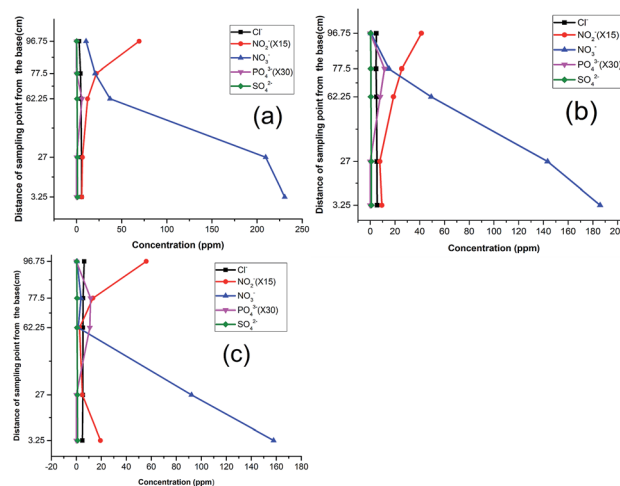 Distance of sampling point from the base(cm)
96.75
77.5
62.25
27
3.25
0 50 100 150 200 250
Concentration (ppm)
Cl⁻
NO₂⁻(X15)
NO₃⁻
PO₄³⁻(X30)
SO₄²⁻
(a)
Distance of sampling point from the base(cm)
96.75
77.5
62.25
27
3.25
0 20 40 60 80 100 120 140 160 180
Concentration (ppm)
Cl⁻
NO₂⁻(X15)
NO₃⁻
PO₄³⁻(X30)
SO₄²⁻
(b)
Distance of sampling point from the base(cm)
96.75
77.5
62.25
27
3.25
-20 0 20 40 60 80 100 120 140 160 180
Concentration (ppm)
Cl⁻
NO₂⁻(X15)
NO₃⁻
PO₄³⁻(X30)
SO₄²⁻
(c)